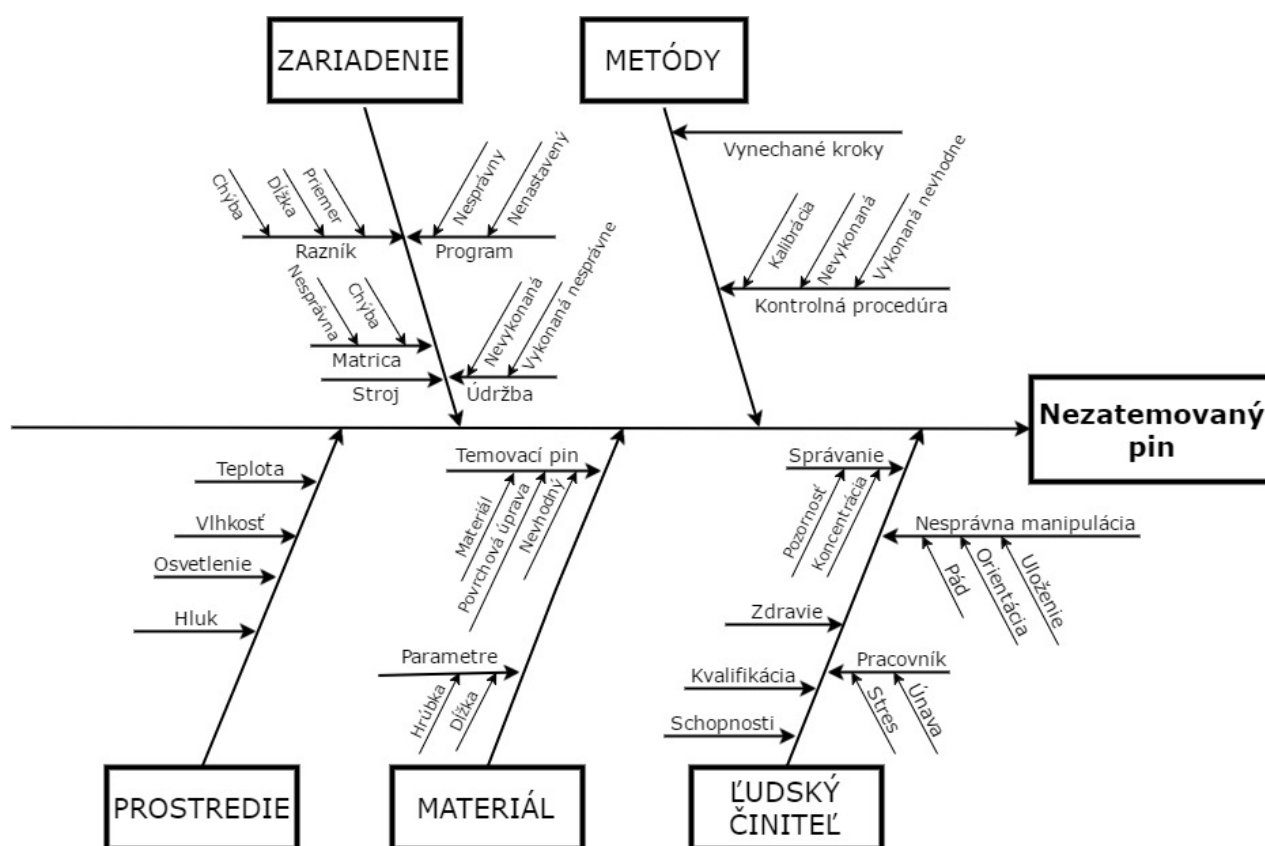 ZARIADENIE
METÓDY
Vynechané kroky
Chýba
Dĺžka
Priemer
Razník
Nesprávny
Nenastavený
Program
Kalibrácia
Nevykonaná
Vykonaná nevhodne
Kontrolná procedúra
Nesprávna
Chýba
Matrica
Stroj
Nevykonaná
Vykonaná nesprávne
Údržba
Nezatemovaný
pin
Teplota
Vlhkosť
Osvetlenie
Hluk
Temovací pin
Materiál
Povrchová úprava
Nevhodný
Parametre
Hrúbka
Dĺžka
Správanie
Pozornosť
Koncentrácia
Nesprávna manipulácia
Pád
Orientácia
Uloženie
Zdravie
Pracovník
Stres
Únava
Kvalifikácia
Schopnosti
PROSTREDIE
MATERIÁL
ĽUDSKÝ
ČINITEĽ